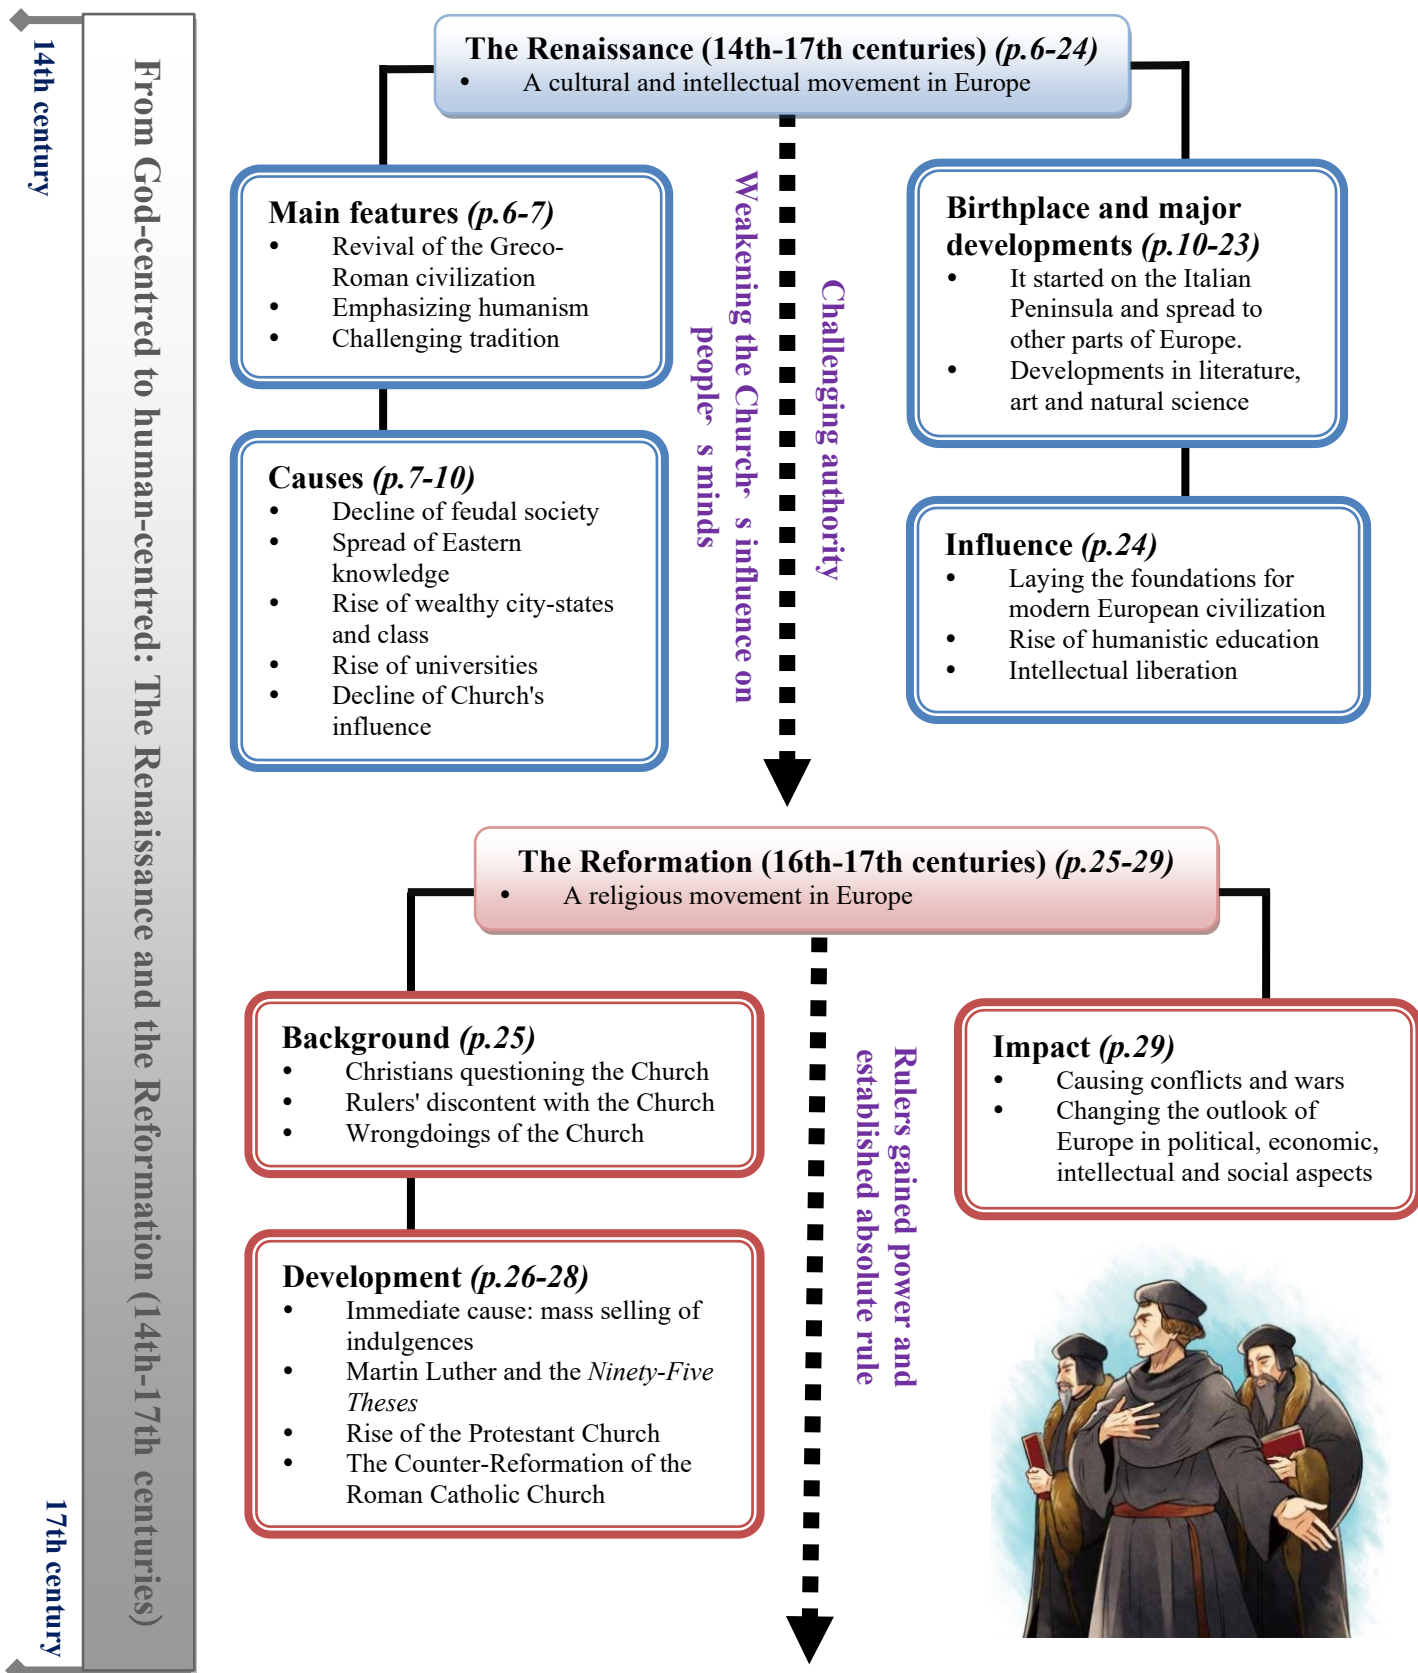 14th century
From God-centred to human-centred: The Renaissance and the Reformation (14th-17th centuries)
17th century
The Renaissance (14th-17th centuries) (p.6-24)
• A cultural and intellectual movement in Europe
Main features (p.6-7)
• Revival of the Greco-
Roman civilization
• Emphasizing humanism
• Challenging tradition
Causes (p.7-10)
• Decline of feudal society
• Spread of Eastern
knowledge
• Rise of wealthy city-states
and class
• Rise of universities
• Decline of Church's
influence
Weakening the Church's influence on
people's minds
Challenging authority
Birthplace and major
developments (p.10-23)
• It started on the Italian
Peninsula and spread to
other parts of Europe.
• Developments in literature,
art and natural science
Influence (p.24)
• Laying the foundations for
modern European civilization
• Rise of humanistic education
• Intellectual liberation
The Reformation (16th-17th centuries) (p.25-29)
• A religious movement in Europe
Background (p.25)
• Christians questioning the Church
• Rulers' discontent with the Church
• Wrongdoings of the Church
Development (p.26-28)
• Immediate cause: mass selling of
indulgences
• Martin Luther and the Ninety-Five
Theses
• Rise of the Protestant Church
• The Counter-Reformation of the
Roman Catholic Church
Rulers gained power and
established absolute rule
Impact (p.29)
• Causing conflicts and wars
• Changing the outlook of
Europe in political, economic,
intellectual and social aspects